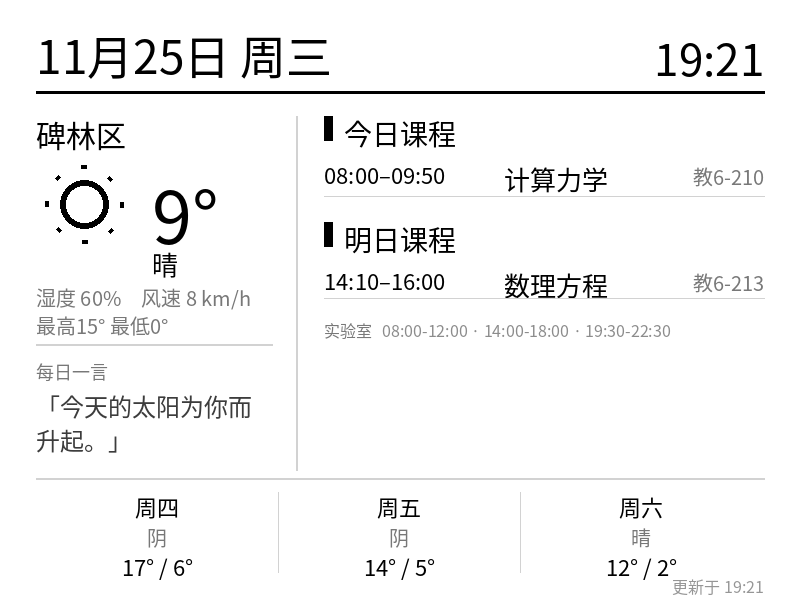 11月25日 周三
19:21
碑林区
9°
晴
湿度 60% 风速 8 km/h
最高15° 最低0°
每日一言
「今天的太阳为你而
升起。」
今日课程
08:00–09:50 计算力学 教6-210
明日课程
14:10–16:00 数理方程 教6-213
实验室 08:00-12:00 · 14:00-18:00 · 19:30-22:30
周四
阴
17° / 6°
周五
阴
14° / 5°
周六
晴
12° / 2°
更新于 19:21